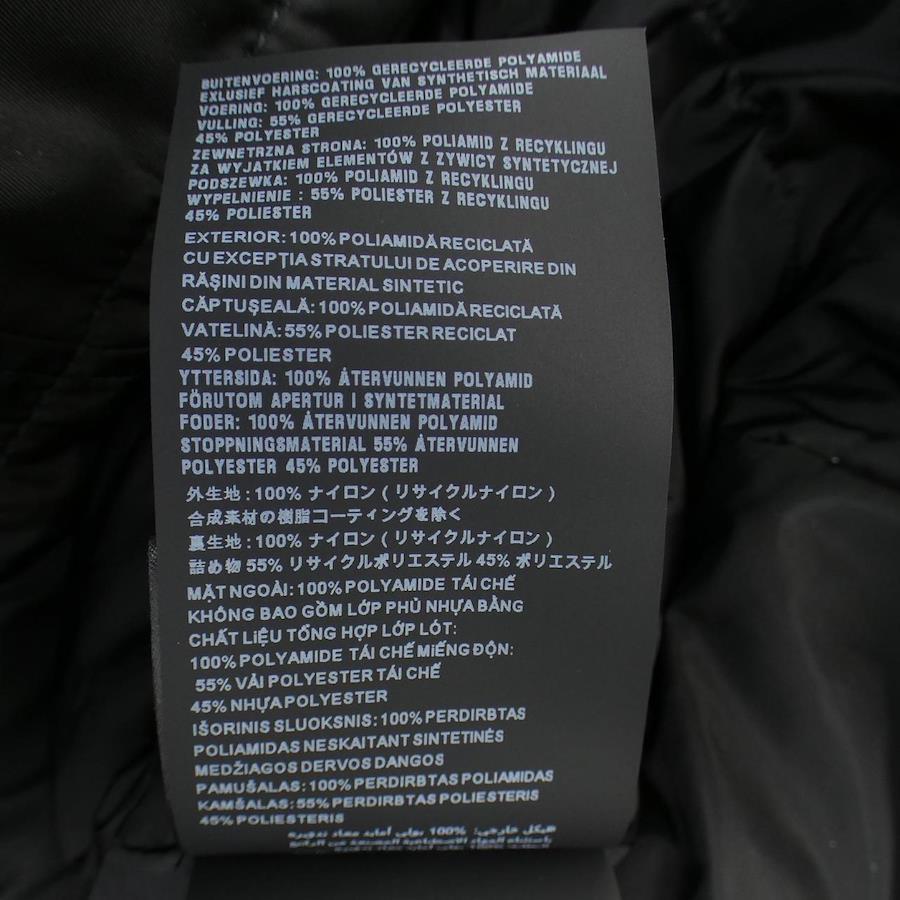 BUITENVOERING: 100% GERECYCLEERDE POLYAMIDE
EXLUSIEF HARSCOATING VAN SYNTHETISCH MATERIAAL
VOERING: 100% GERECYCLEERDE POLYAMIDE
VULLING: 55% GERECYCLEERDE POLYESTER
45% POLYESTER
ZEWNETRZNA STRONA: 100% POLIAMID Z RECYKLINGU
ZA WYJATKIEM ELEMENTÓW Z ZYWICY SYNTETYCZNEJ
PODSZEWKA: 100% POLIAMID Z RECYKLINGU
WYPELNIENIE : 55% POLIESTER Z RECYKLINGU
45% POLIESTER
EXTERIOR: 100% POLIAMIDĂ RECICLATĂ
CU EXCEPȚIA STRATULUI DE ACOPERIRE DIN
RĂȘINI DIN MATERIAL SINTETIC
CĂPTUȘEALĂ: 100% POLIAMIDĂ RECICLATĂ
VATELINĂ: 55% POLIESTER RECICLAT
45% POLIESTER
YTTERSIDA: 100% ÅTERVUNNEN POLYAMID
FÖRUTOM APERTUR I SYNTETMATERIAL
FODER: 100% ÅTERVUNNEN POLYAMID
STOPPNINGSMATERIAL 55% ÅTERVUNNEN
POLYESTER 45% POLYESTER
外生地 : 100% ナイロン ( リサイクルナイロン )
合成素材の樹脂コーティングを除く
裏生地 : 100% ナイロン ( リサイクルナイロン )
詰め物 55% リサイクルポリエステル 45% ポリエステル
MẶT NGOÀI: 100% POLYAMIDE TÁI CHẾ
KHÔNG BAO GỒM LỚP PHỦ NHỰA BẰNG
CHẤT LIỆU TỔNG HỢP LỚP LÓT:
100% POLYAMIDE TÁI CHẾ MIẾNG ĐỘN:
55% VẢI POLYESTER TÁI CHẾ
45% NHỰA POLYESTER
IŠORINIS SLUOKSNIS: 100% PERDIRBTAS
POLIAMIDAS NESKAITANT SINTETINĖS
MEDŽIAGOS DERVOS DANGOS
PAMUŠALAS: 100% PERDIRBTAS POLIAMIDAS
KAMŠALAS: 55% PERDIRBTAS POLIESTERIS
45% POLIESTERIS
هيكل خارجي: 100% بولي أمايد معاد تدويره